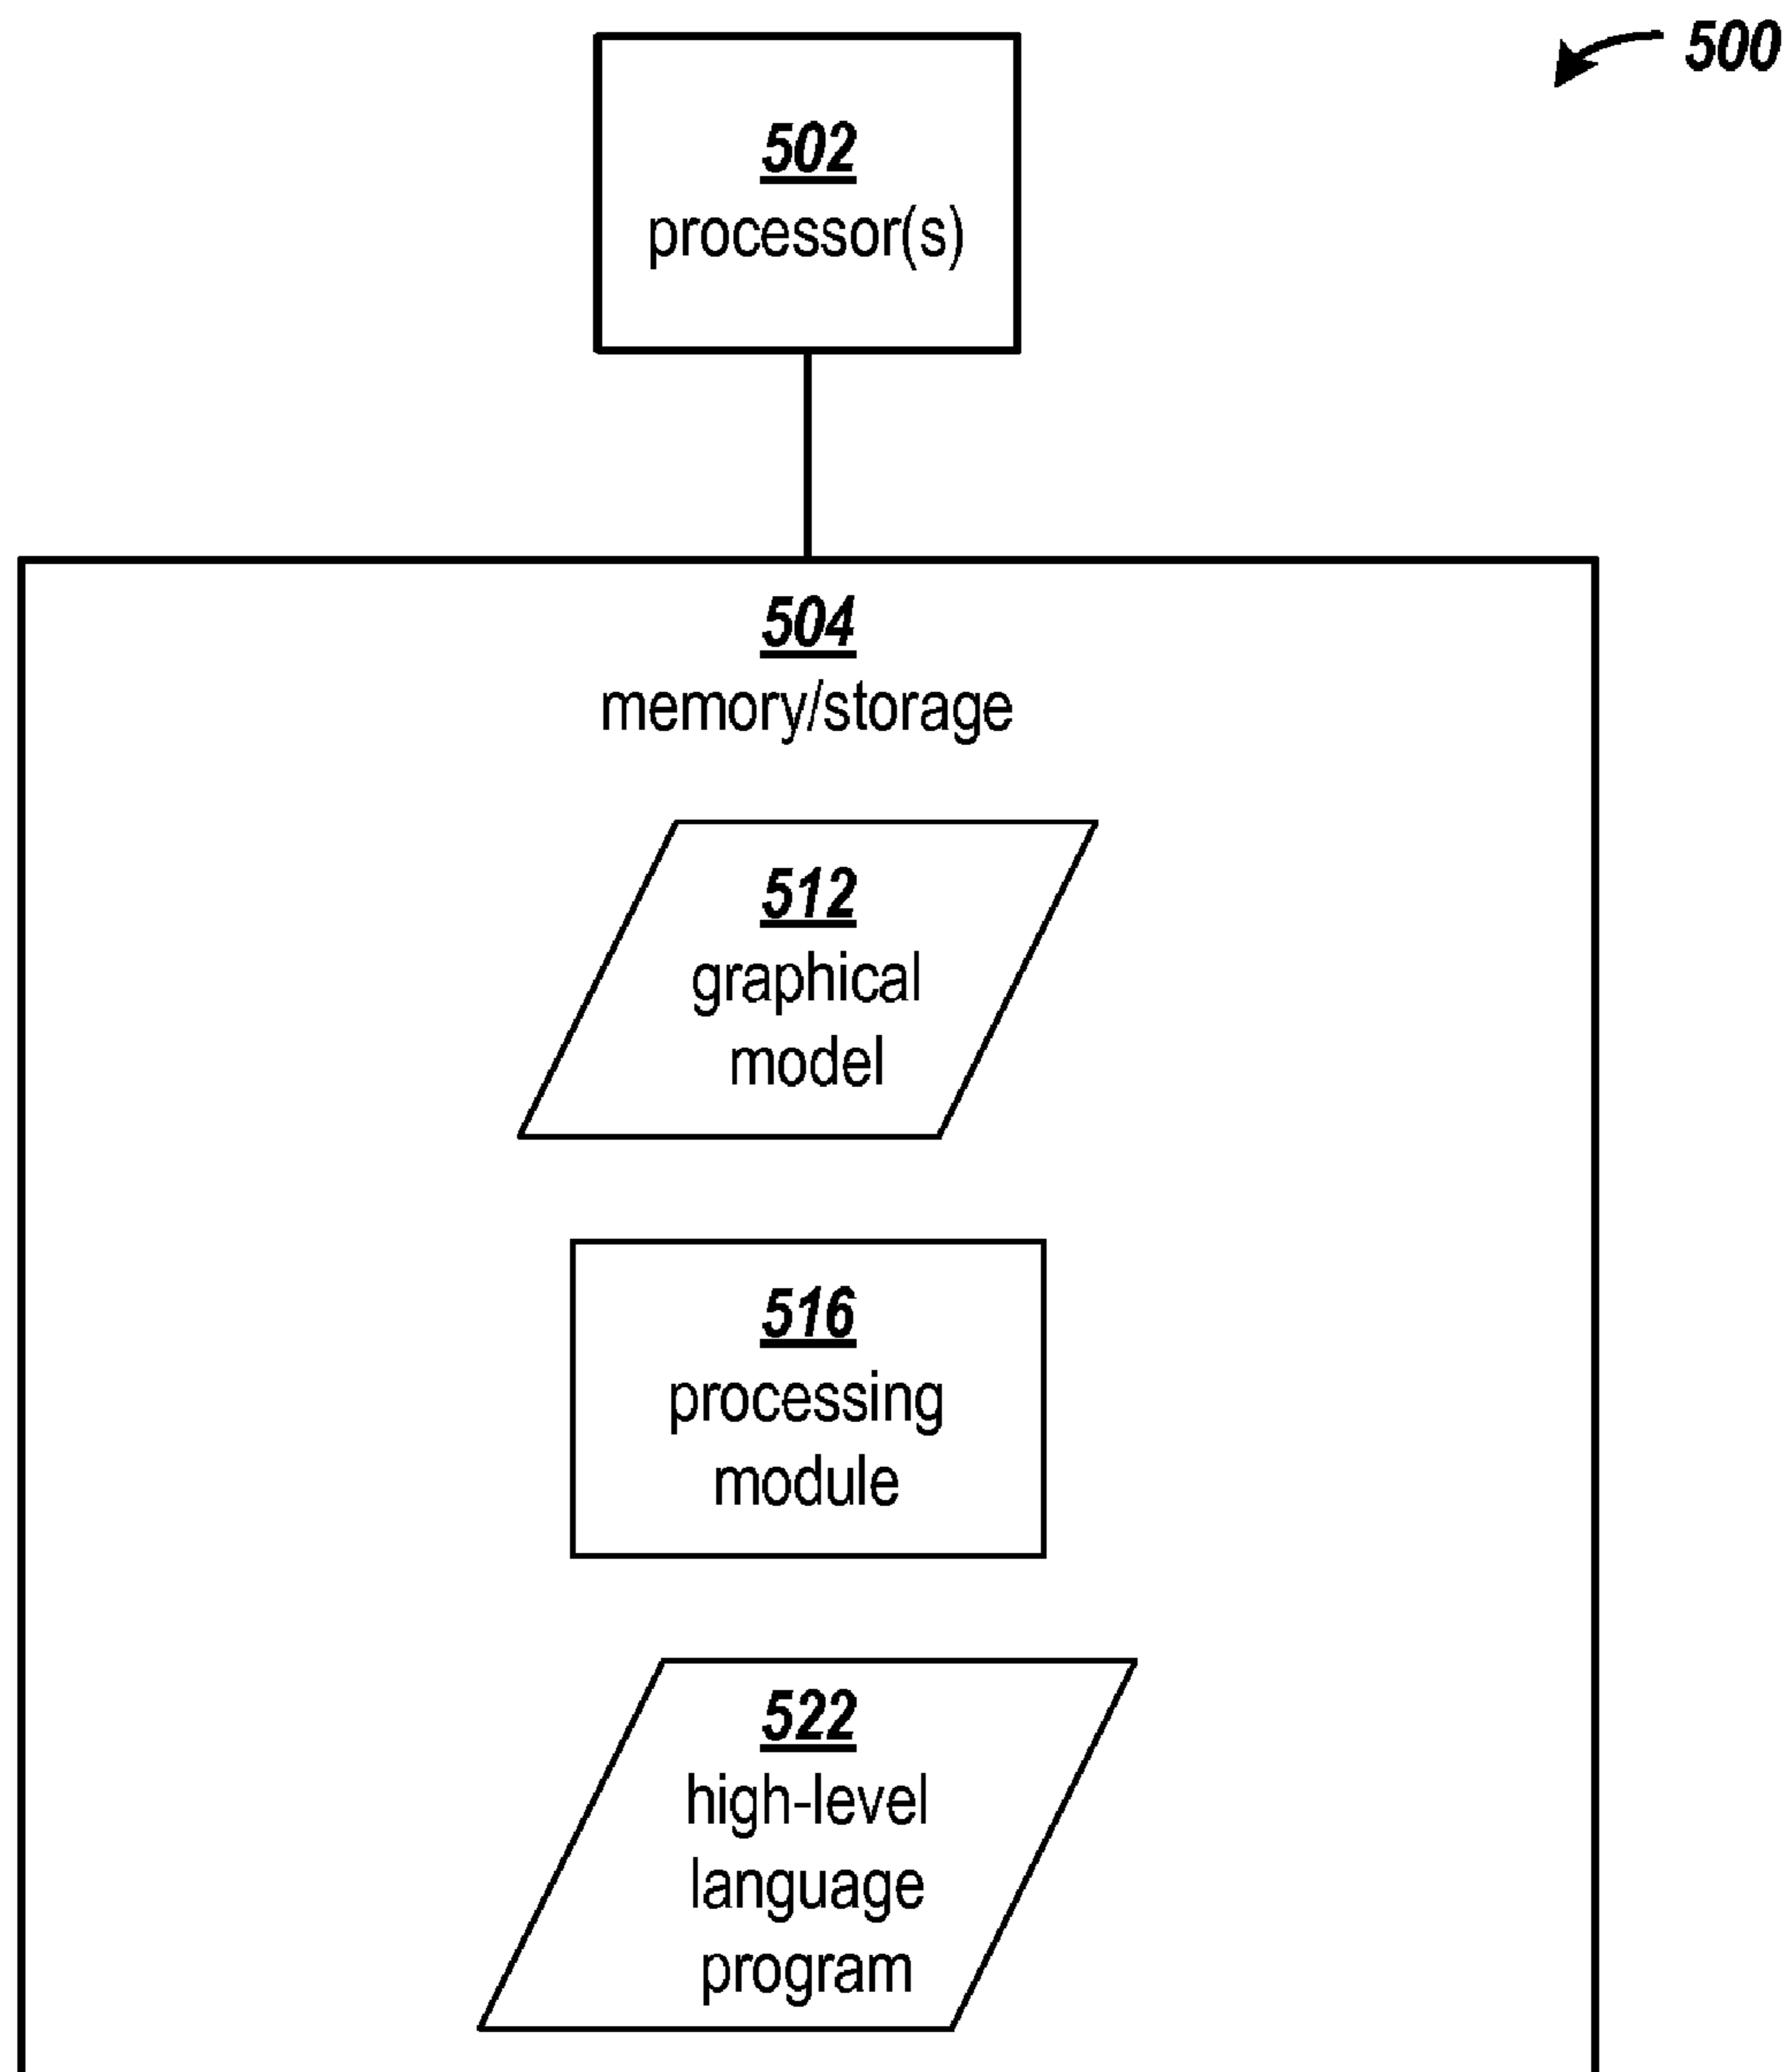 500
502
processor(s)
504
memory/storage
512
graphical
model
516
processing
module
522
high-level
language
program